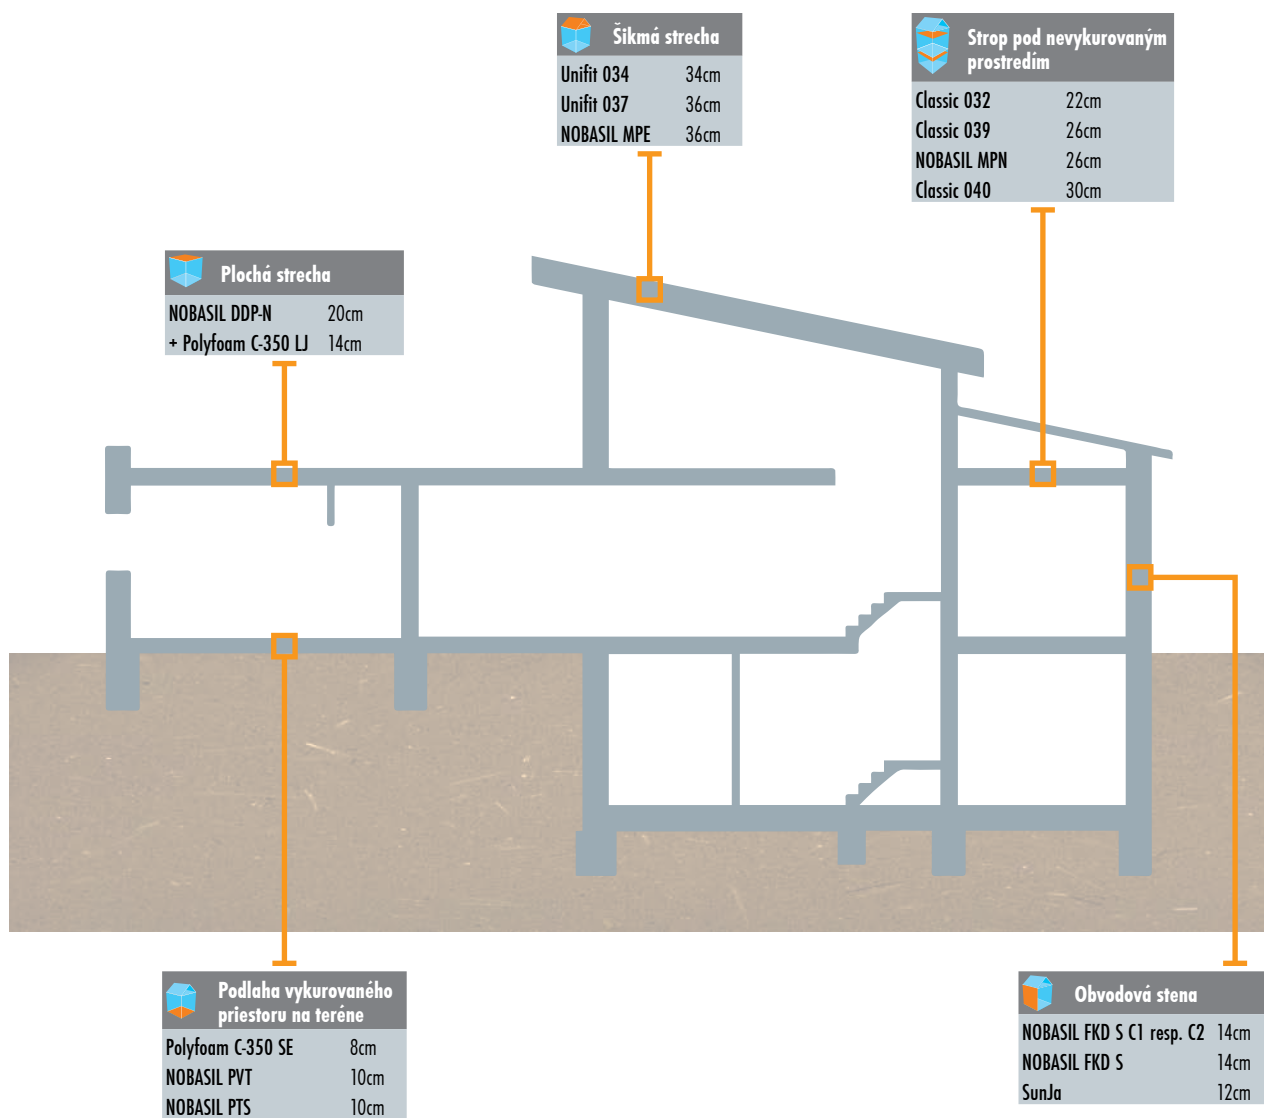 Šikmá strecha
Unifit 034 34cm
Unifit 037 36cm
NOBASIL MPE 36cm
Strop pod nevykurovaným
prostredím
Classic 032 22cm
Classic 039 26cm
NOBASIL MPN 26cm
Classic 040 30cm
Plochá strecha
NOBASIL DDP-N 20cm
+ Polyfoam C-350 LJ 14cm
Podlaha vykurovaného
priestoru na teréne
Polyfoam C-350 SE 8cm
NOBASIL PVT 10cm
NOBASIL PTS 10cm
Obvodová stena
NOBASIL FKD S C1 resp. C2 14cm
NOBASIL FKD S 14cm
SunJa 12cm